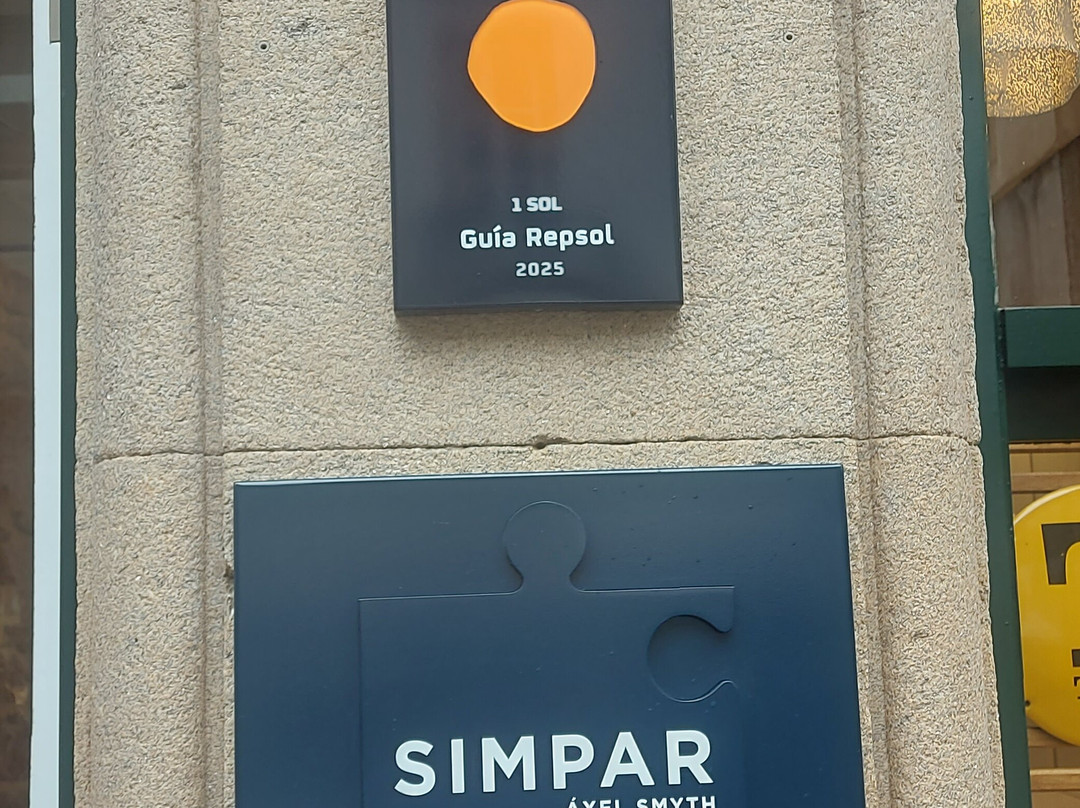 1 SOL
Guía Repsol
2025
SIMPAR
ÁXEL SMYTH